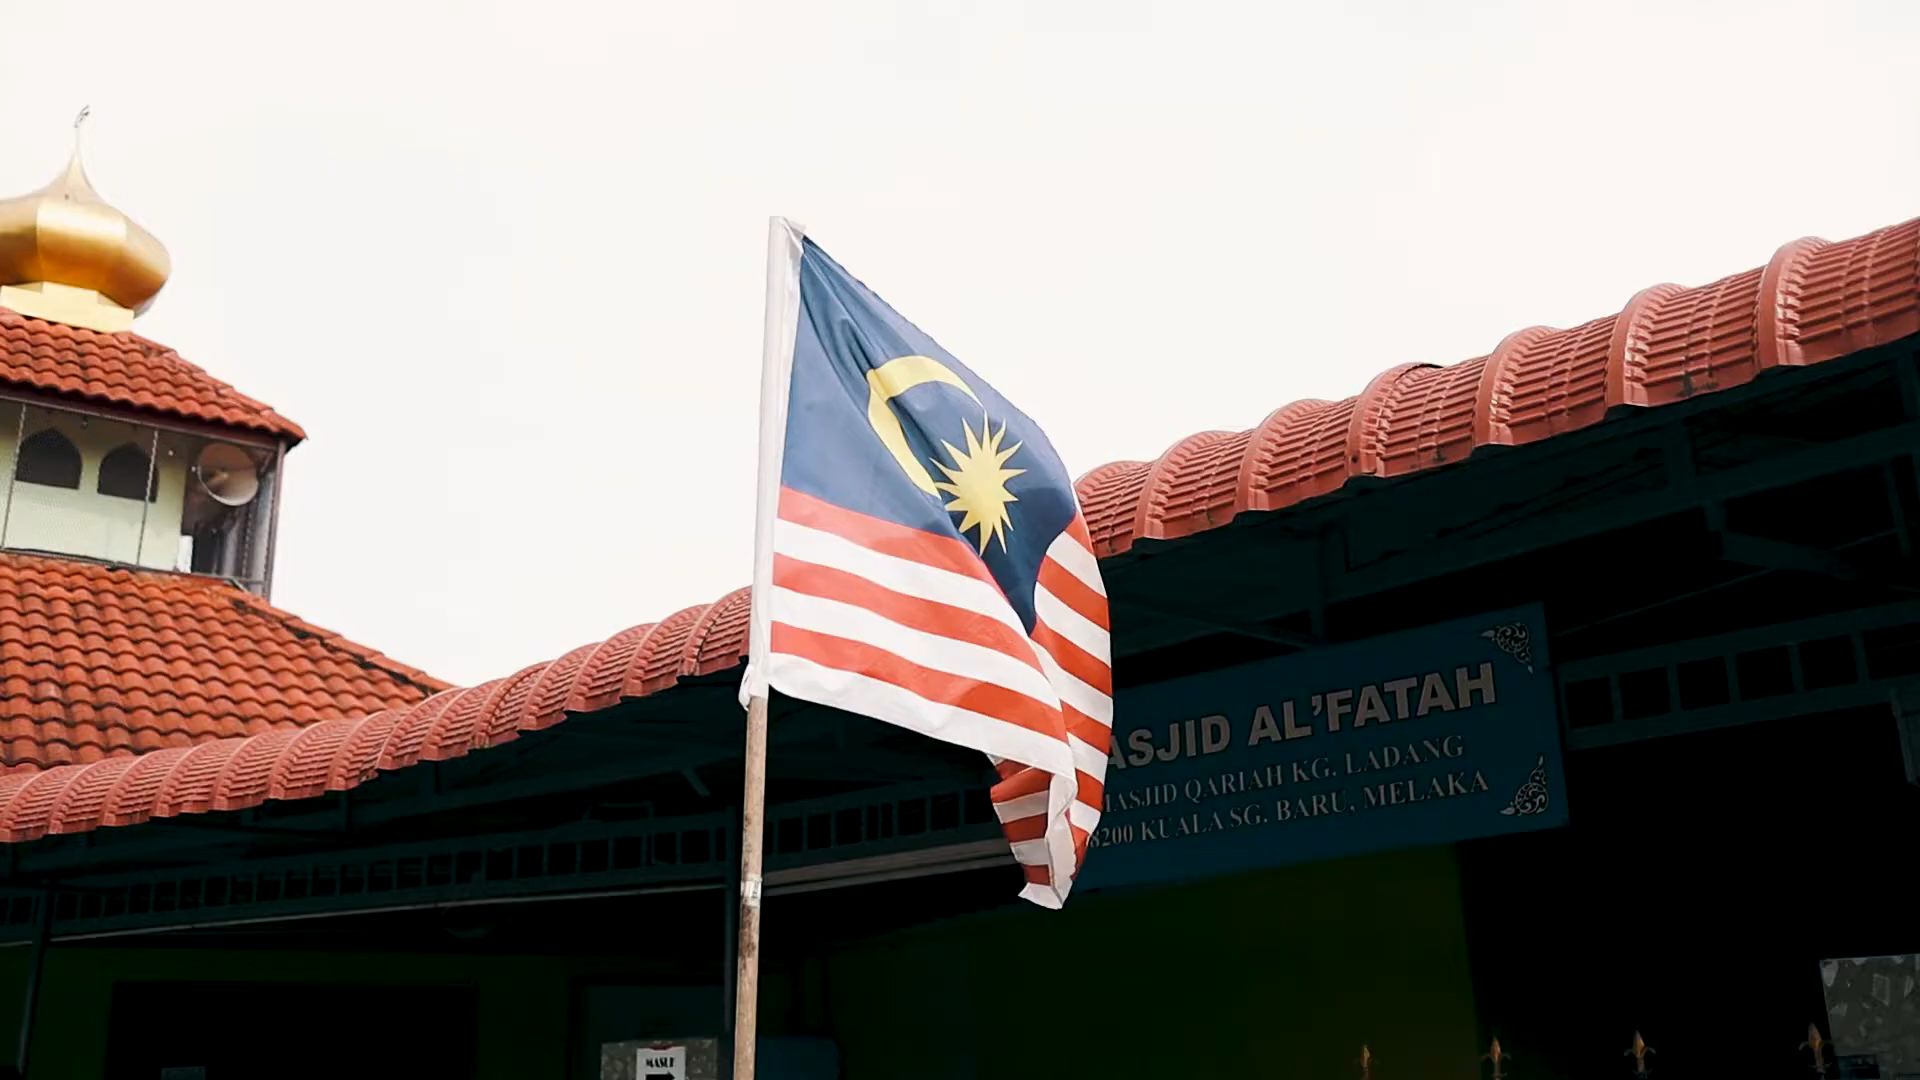 ASJID AL'FATAH
MASJID QARIAH KG. LADANG
8200 KUALA SG. BARU, MELAKA
MASUK